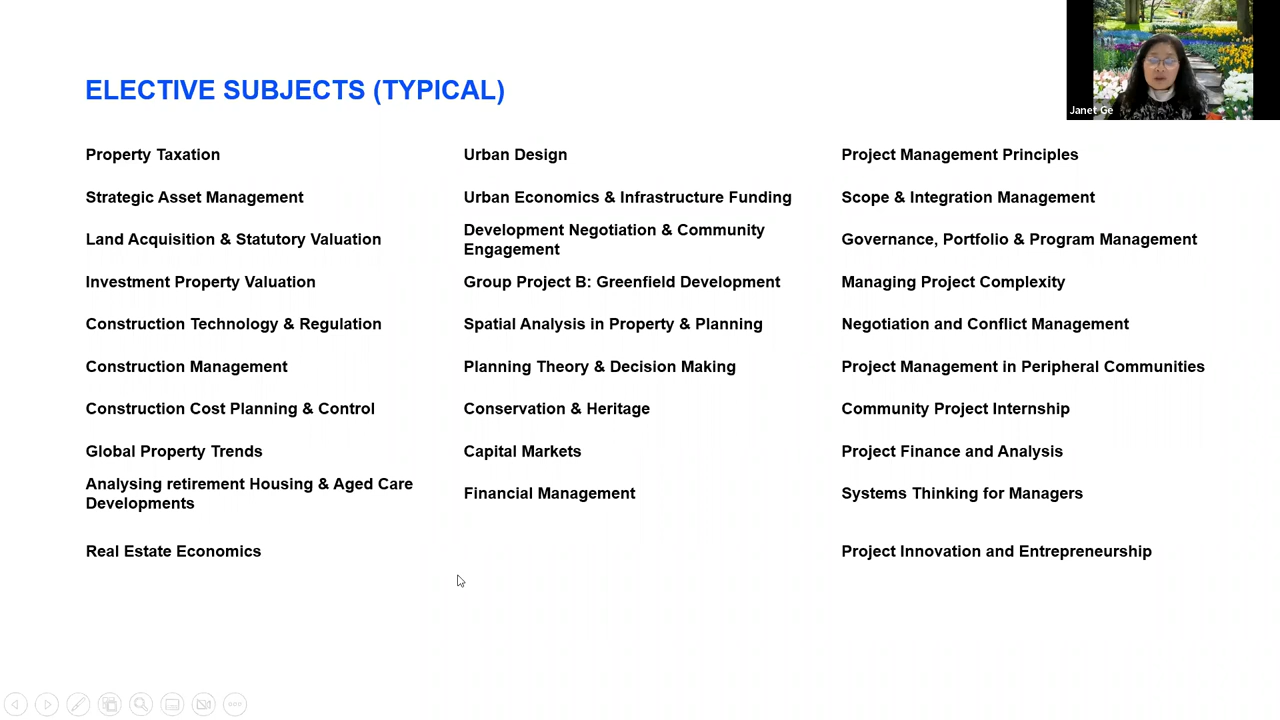 ELECTIVE SUBJECTS (TYPICAL)
Janet Ge
Property Taxation
Strategic Asset Management
Land Acquisition & Statutory Valuation
Investment Property Valuation
Construction Technology & Regulation
Construction Management
Construction Cost Planning & Control
Global Property Trends
Analysing retirement Housing & Aged Care
Developments
Real Estate Economics
Urban Design
Urban Economics & Infrastructure Funding
Development Negotiation & Community
Engagement
Group Project B: Greenfield Development
Spatial Analysis in Property & Planning
Planning Theory & Decision Making
Conservation & Heritage
Capital Markets
Financial Management
Project Management Principles
Scope & Integration Management
Governance, Portfolio & Program Management
Managing Project Complexity
Negotiation and Conflict Management
Project Management in Peripheral Communities
Community Project Internship
Project Finance and Analysis
Systems Thinking for Managers
Project Innovation and Entrepreneurship